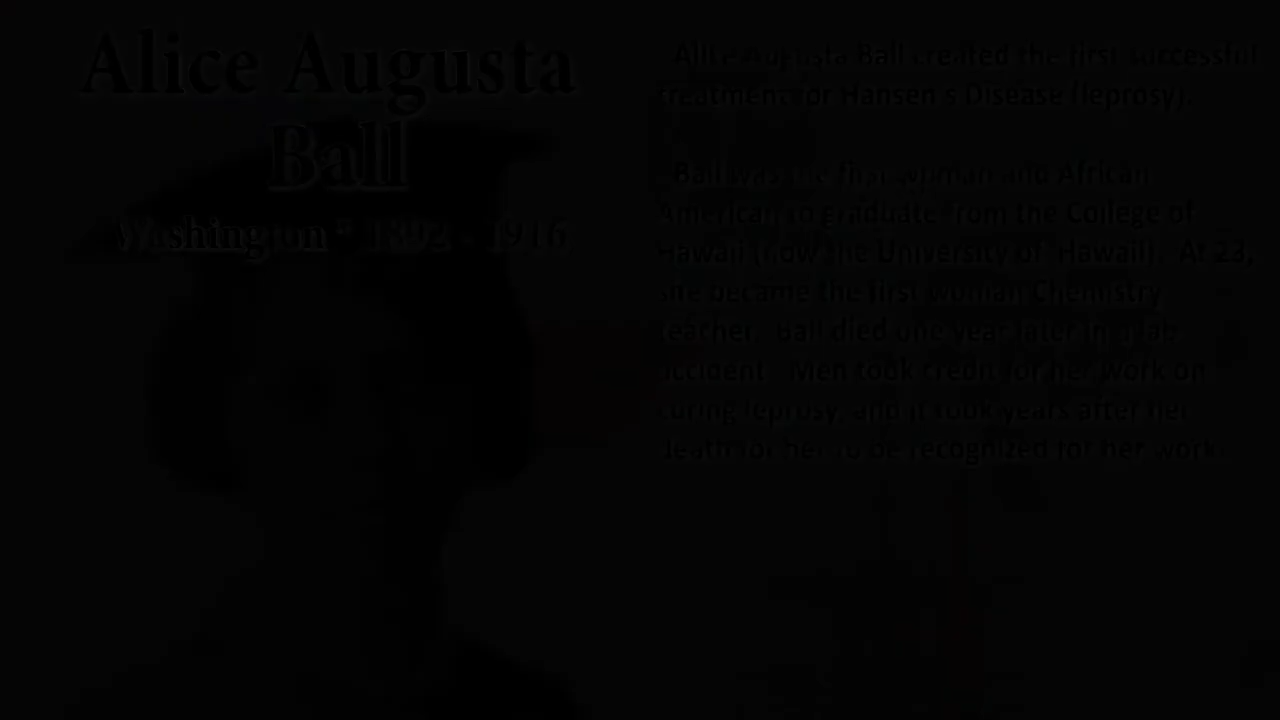 Alice Augusta
Ball
Washington * 1892 - 1916
Alice Augusta Ball created the first successful
treatment for Hansen's Disease (leprosy).
Ball was the first woman and African
American to graduate from the College of
Hawaii (now the University of Hawaii). At 23,
she became the first woman Chemistry
teacher. Ball died one year later in a lab
accident. Men took credit for her work on
curing leprosy, and it took years after her
death for her to be recognized for her work.